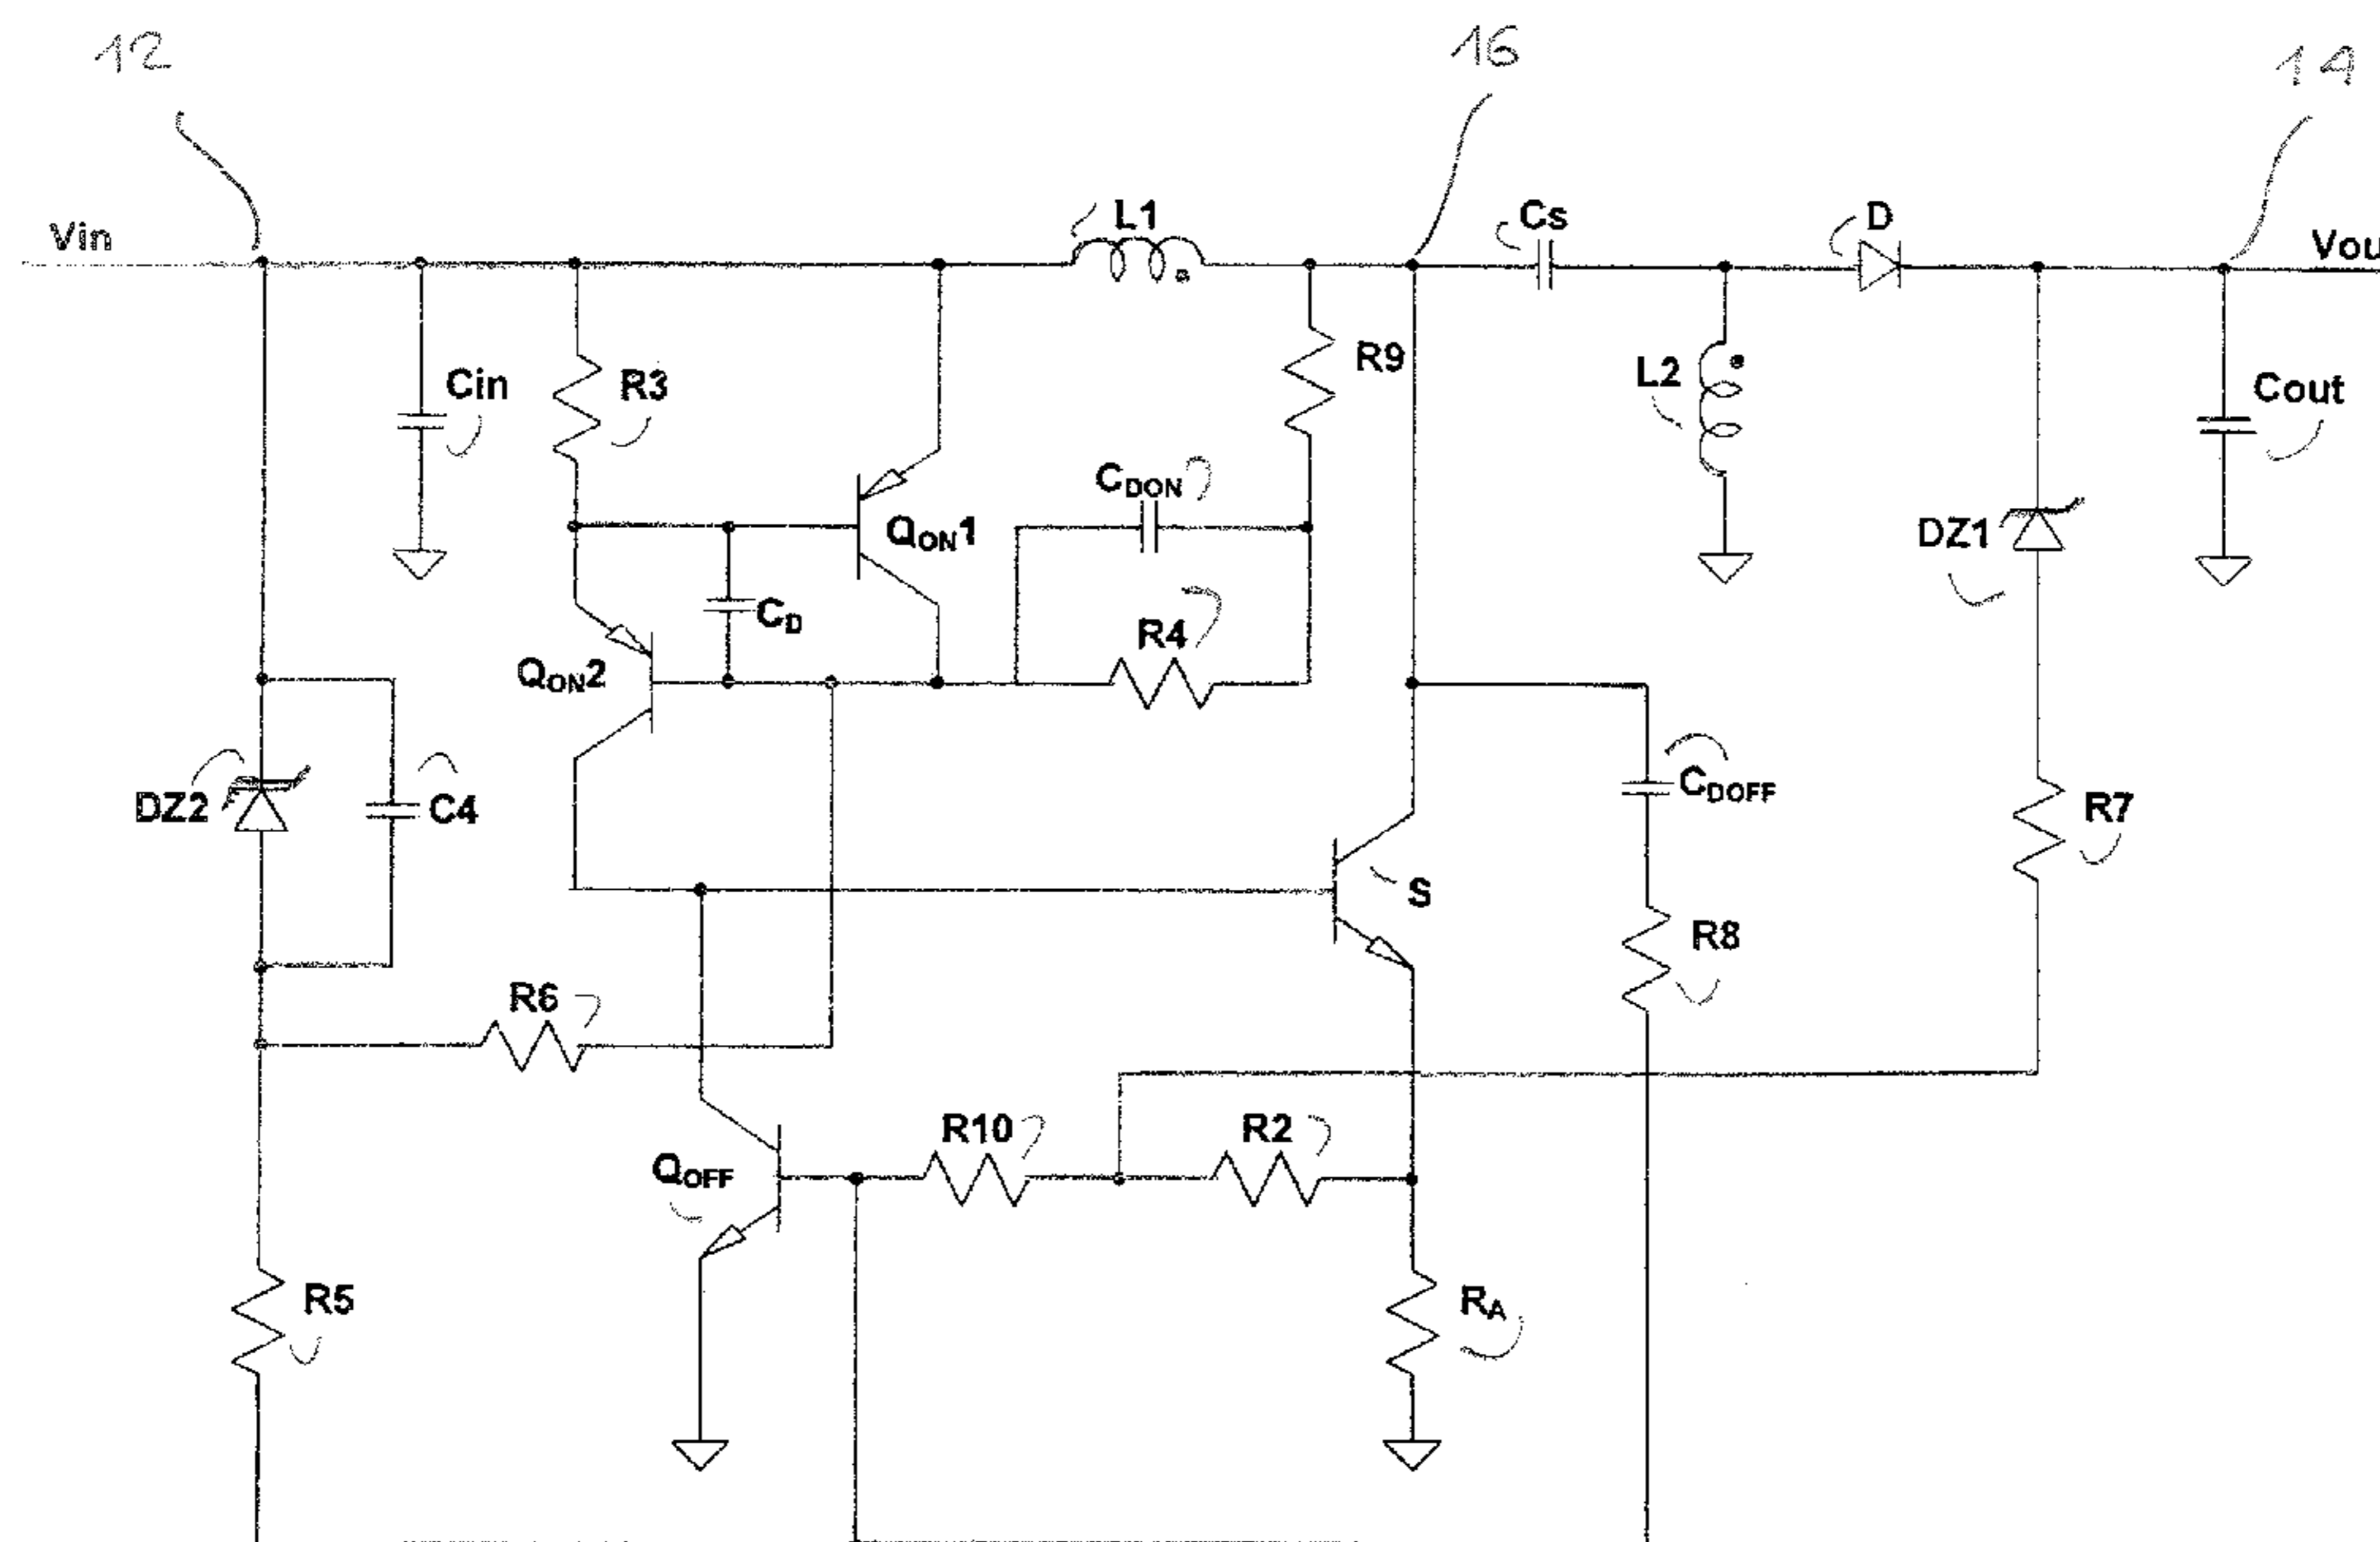 12
16
14
Vin
L1
Cs
D
Vou
Cin
R3
R9
L2
Cout
CDON
QON1
DZ1
CD
R4
QON2
DZ2
C4
CDOFF
R7
S
R8
R6
R10
R2
QOFF
R5
RA